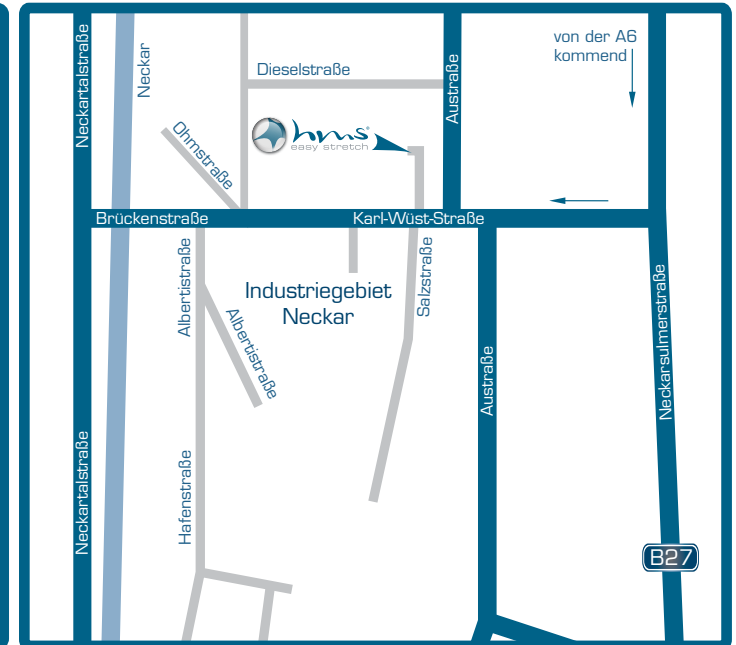 Neckartalstraße
Neckar
Dieselstraße
Austraße
von der A6
kommend
Ohmstraße
hms®
easy stretch
Brückenstraße
Karl-Wüst-Straße
Albertistraße
Albertistraße
Industriegebiet
Neckar
Salzstraße
Neckarsulmerstraße
Austraße
Neckartalstraße
Hafenstraße
B27